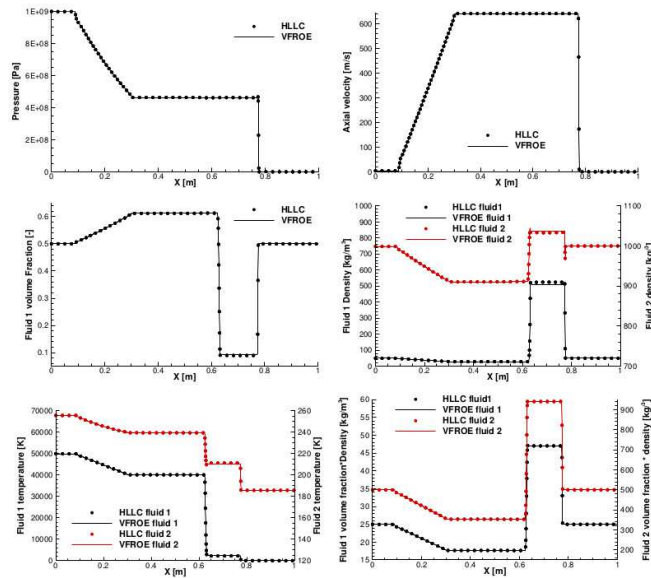 1E+09
8E+08
6E+08
4E+08
2E+08
0
Pressure [Pa]
HLLC
VFROE
0 0.2 0.4 0.6 0.8 1
X [m]
600
500
400
300
200
100
0
Axial velocity [m/s]
HLLC
VFROE
0 0.2 0.4 0.6 0.8 1
X [m]
0.6
0.5
0.4
0.3
0.2
0.1
Fluid 1 volume Fraction [-]
HLLC
VFROE
0 0.2 0.4 0.6 0.8 1
X [m]
1000
900
800
700
600
500
400
300
200
100
0
Fluid 1 Density [kg/m³]
HLLC fluid1
VFROE fluid 1
HLLC fluid 2
VFROE fluid 2
1100
1000
900
800
720
Fluid 2 density [kg³]
0 0.2 0.4 0.6 0.8 1
X [m]
70000
60000
50000
40000
30000
20000
10000
0
Fluid 1 temperature [K]
HLLC fluid 1
VFROE fluid 1
HLLC fluid 2
VFROE fluid 2
260
240
220
200
180
160
140
120
Fluid 2 temperature [K]
0 0.2 0.4 0.6 0.8 1
X [m]
60
55
50
45
40
35
30
25
20
15
Fluid 1 volume fraction*Density [kg/m³]
HLLC fluid1
VFROE fluid 1
HLLC fluid 2
VFROE fluid 2
900
800
700
600
500
400
300
200
Fluid 2 volume fraction * density [kg/m³]
0 0.2 0.4 0.6 0.8 1
X [m]